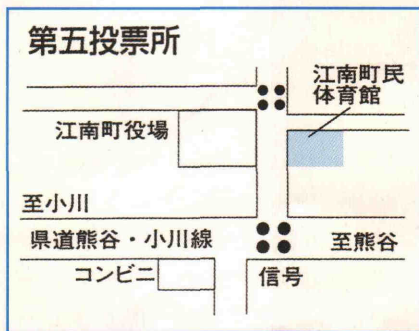 第五投票所
江南町民
体育館
江南町役場
至小川
県道熊谷・小川線
至熊谷
コンビニ
信号